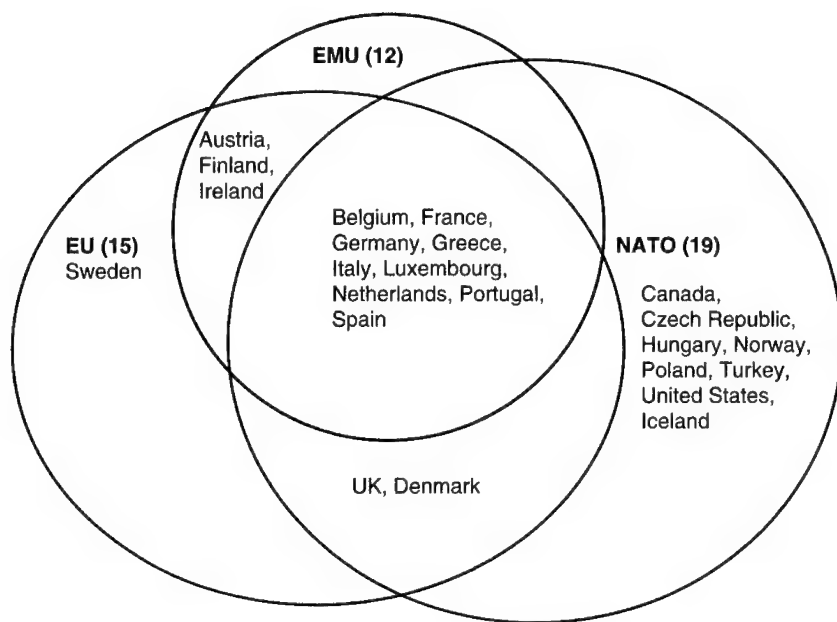 EMU (12)
Austria,
Finland,
Ireland
Belgium, France,
Germany, Greece,
Italy, Luxembourg,
Netherlands, Portugal,
Spain
EU (15)
Sweden
NATO (19)
Canada,
Czech Republic,
Hungary, Norway,
Poland, Turkey,
United States,
Iceland
UK, Denmark